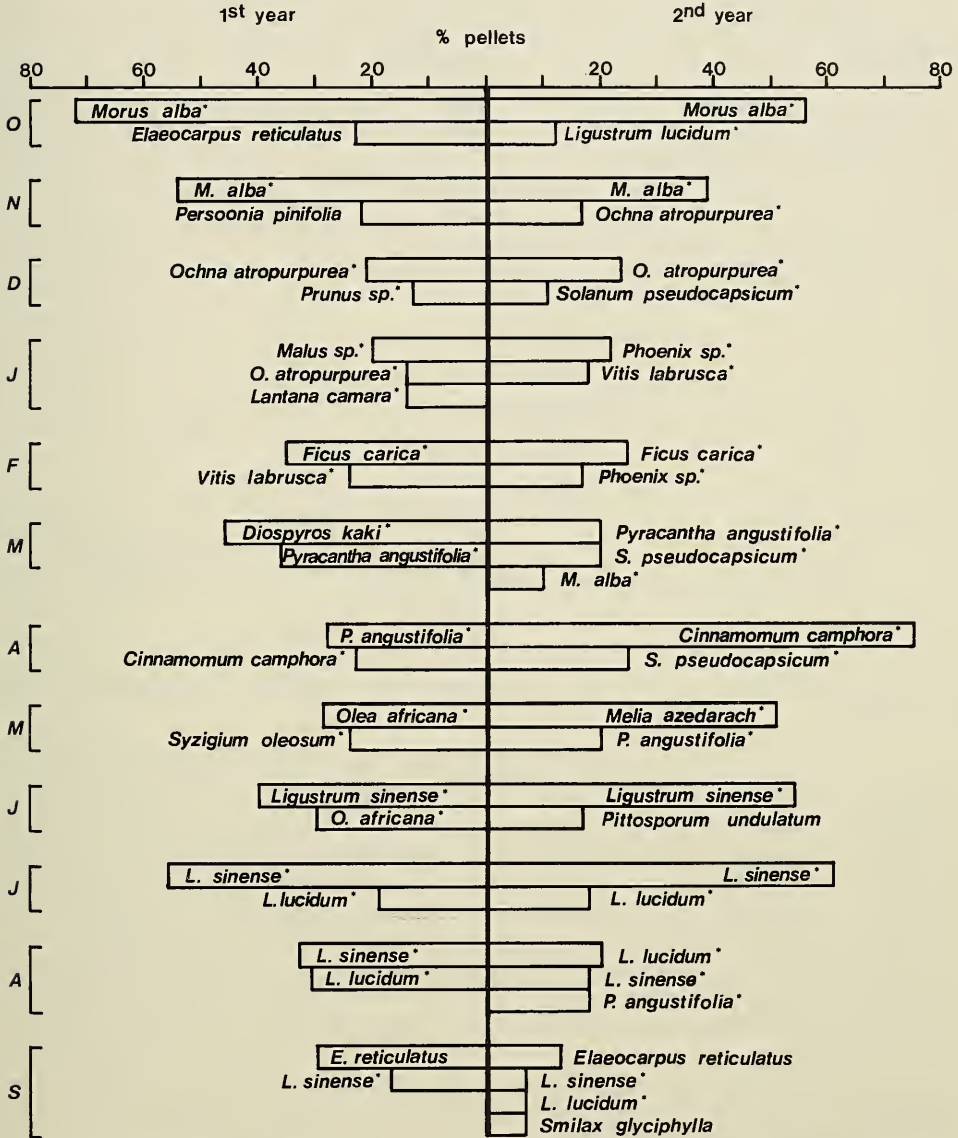 1st year 2nd year
% pellets
80 60 40 20 20 40 60 80
O
Morus alba* Morus alba*
Elaeocarpus reticulatus Ligustrum lucidum*
N
M. alba* M. alba*
Persoonia pinifolia Ochna atropurpurea*
D
Ochna atropurpurea* O. atropurpurea*
Prunus sp.* Solanum pseudocapsicum*
J
Malus sp.* Phoenix sp.*
O. atropurpurea* Vitis labrusca*
Lantana camara*
F
Ficus carica* Ficus carica*
Vitis labrusca* Phoenix sp.*
M
Diospyros kaki* Pyracantha angustifolia*
Pyracantha angustifolia* S. pseudocapsicum*
M. alba*
A
P. angustifolia* Cinnamomum camphora*
Cinnamomum camphora* S. pseudocapsicum*
M
Olea africana* Melia azedarach*
Syzigium oleosum* P. angustifolia*
J
Ligustrum sinense* Ligustrum sinense*
O. africana* Pittosporum undulatum
J
L. sinense* L. sinense*
L. lucidum* L. lucidum*
A
L. sinense* L. lucidum*
L. lucidum* L. sinense*
P. angustifolia*
S
E. reticulatus Elaeocarpus reticulatus
L. sinense* L. sinense*
L. lucidum*
Smilax glyciphylla